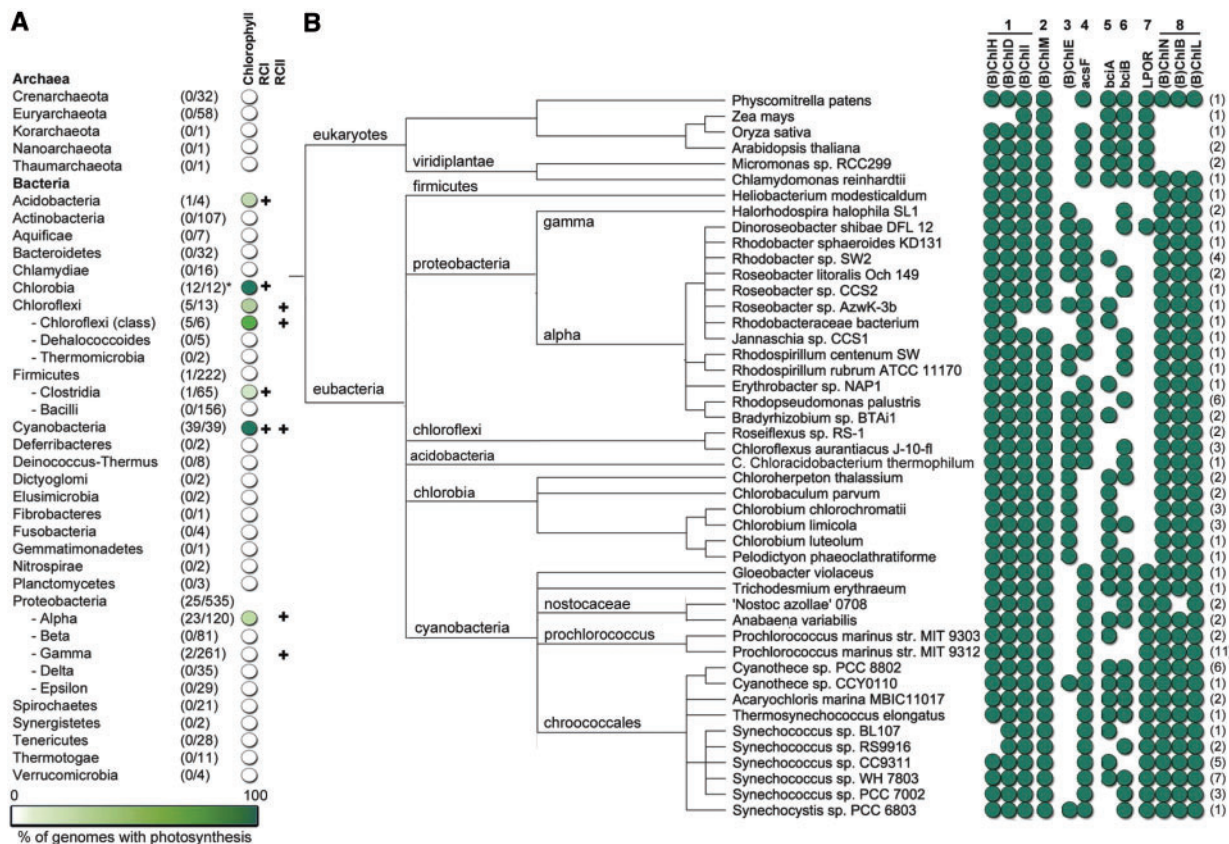 A
Chlorophyll
RCI
RCII
Archaea
Crenarchaeota (0/32)
Euryarchaeota (0/58)
Korarchaeota (0/1)
Nanoarchaeota (0/1)
Thaumarchaeota (0/1)
Bacteria
Acidobacteria (1/4) +
Actinobacteria (0/107)
Aquificae (0/7)
Bacteroidetes (0/32)
Chlamydiae (0/16)
Chlorobia (12/12)* +
Chloroflexi (5/13) +
- Chloroflexi (class) (5/6) +
- Dehalococcoides (0/5)
- Thermomicrobia (0/2)
Firmicutes (1/222)
- Clostridia (1/65) +
- Bacilli (0/156)
Cyanobacteria (39/39) + +
Deferribacteres (0/2)
Deinococcus-Thermus (0/8)
Dictyoglomi (0/2)
Elusimicrobia (0/2)
Fibrobacteres (0/1)
Fusobacteria (0/4)
Gemmatimonadetes (0/1)
Nitrospirae (0/2)
Planctomycetes (0/3)
Proteobacteria (25/535)
- Alpha (23/120) +
- Beta (0/81)
- Gamma (2/261) +
- Delta (0/35)
- Epsilon (0/29)
Spirochaetes (0/21)
Synergistetes (0/2)
Tenericutes (0/28)
Thermotogae (0/11)
Verrucomicrobia (0/4)
0 100
% of genomes with photosynthesis
B
1 2 3 4 5 6 7 8
(B)ChlH
(B)ChlD
(B)ChlI
(B)ChlM
(B)ChlE
acsF
bciA
bciB
LPOR
(B)ChlN
(B)ChlB
(B)ChlL
eukaryotes
viridiplantae
firmicutes
gamma
proteobacteria
alpha
eubacteria
chloroflexi
acidobacteria
chlorobia
nostocaceae
cyanobacteria
prochlorococcus
chroococcales
Physcomitrella patens (1)
Zea mays (1)
Oryza sativa (1)
Arabidopsis thaliana (2)
Micromonas sp. RCC299 (2)
Chlamydomonas reinhardtii (1)
Heliobacterium modesticaldum (1)
Halorhodospira halophila SL1 (2)
Dinoroseobacter shibae DFL 12 (1)
Rhodobacter sphaeroides KD131 (1)
Rhodobacter sp. SW2 (4)
Roseobacter litoralis Och 149 (2)
Roseobacter sp. CCS2 (1)
Roseobacter sp. AzwK-3b (1)
Rhodobacteraceae bacterium (1)
Jannaschia sp. CCS1 (1)
Rhodospirillum centenum SW (1)
Rhodospirillum rubrum ATCC 11170 (1)
Erythrobacter sp. NAP1 (1)
Rhodopseudomonas palustris (6)
Bradyrhizobium sp. BTAi1 (1)
Roseiflexus sp. RS-1 (2)
Chloroflexus aurantiacus J-10-fl (3)
C. Chloracidobacterium thermophilum (1)
Chloroherpeton thalassium (2)
Chlorobaculum parvum (2)
Chlorobium chlorochromatii (3)
Chlorobium limicola (3)
Chlorobium luteolum (1)
Pelodictyon phaeoclathratiforme (1)
Gloeobacter violaceus (1)
Trichodesmium erythraeum (1)
'Nostoc azollae' 0708 (2)
Anabaena variabilis (2)
Prochlorococcus marinus str. MIT 9303 (2)
Prochlorococcus marinus str. MIT 9312 (11
Cyanothece sp. PCC 8802 (6)
Cyanothece sp. CCY0110 (1)
Acaryochloris marina MBIC11017 (2)
Thermosynechococcus elongatus (1)
Synechococcus sp. BL107 (1)
Synechococcus sp. RS9916 (2)
Synechococcus sp. CC9311 (5)
Synechococcus sp. WH 7803 (7)
Synechococcus sp. PCC 7002 (3)
Synechocystis sp. PCC 6803 (1)